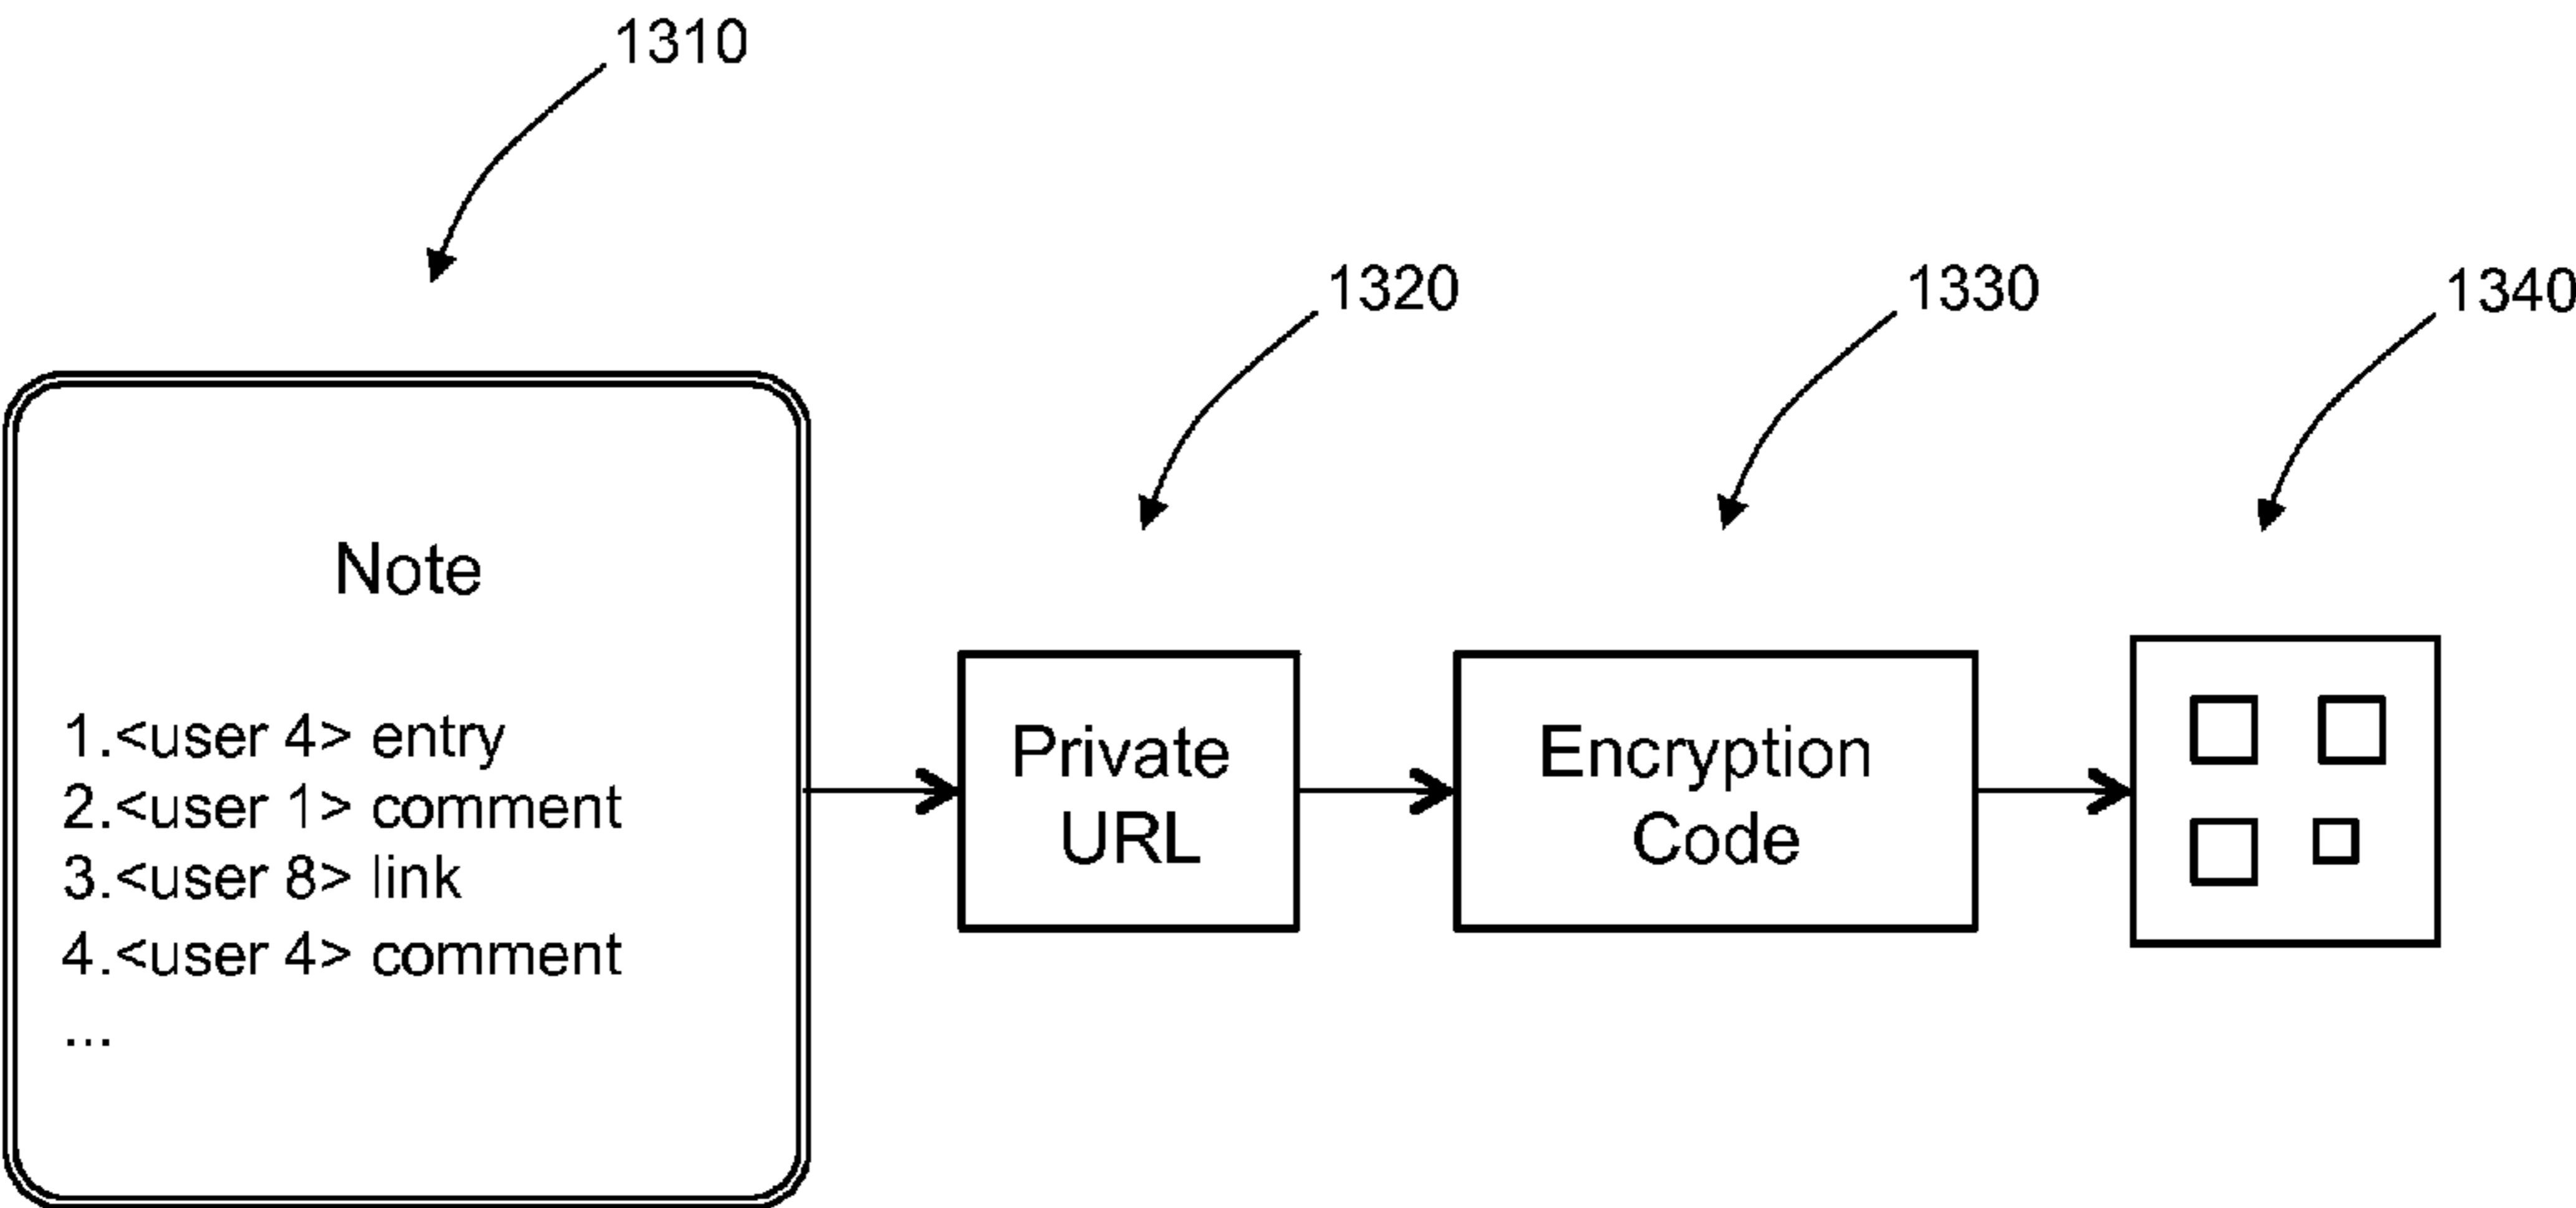 1310
1320
1330
1340
Note
1.<user 4> entry
2.<user 1> comment
3.<user 8> link
4.<user 4> comment
...
Private
URL
Encryption
Code